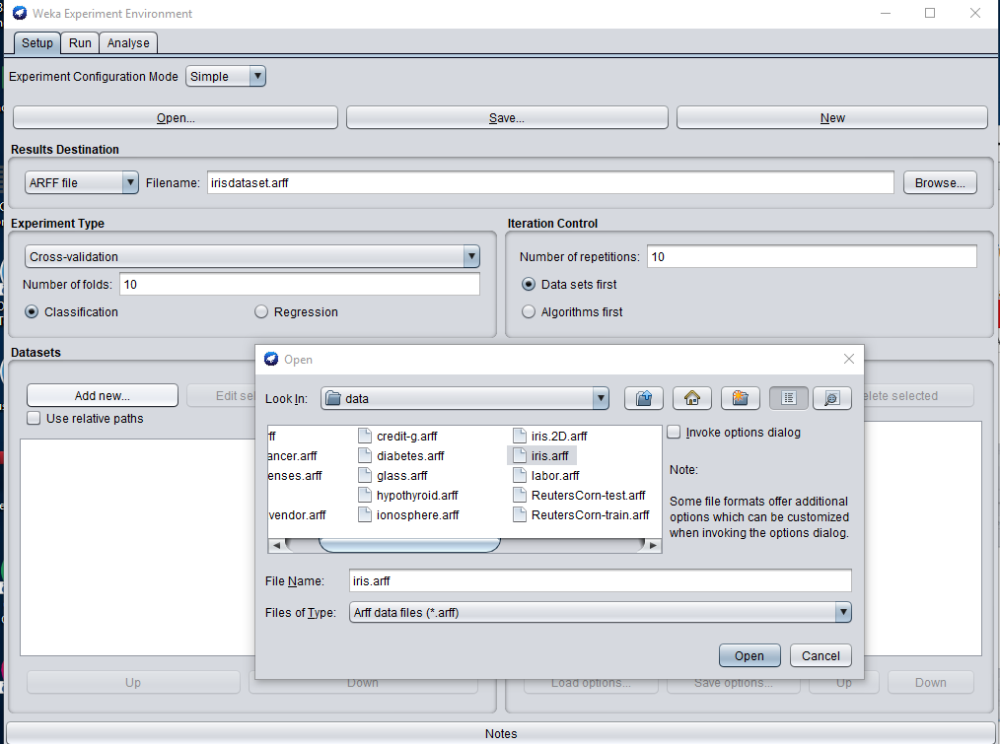 Weka Experiment Environment
Setup Run Analyse
Experiment Configuration Mode Simple
Open... Save... New
Results Destination
ARFF file Filename: irisdataset.arff Browse...
Experiment Type
Cross-validation
Number of folds: 10
Classification Regression
Iteration Control
Number of repetitions: 10
Data sets first
Algorithms first
Datasets
Add new... Edit sel
elete selected
Use relative paths
Open
Look In: data
ff credit-g.arff iris.2D.arff
ancer.arff diabetes.arff iris.arff
enses.arff glass.arff labor.arff
hypothyroid.arff ReutersCorn-test.arff
vendor.arff ionosphere.arff ReutersCorn-train.arff
Invoke options dialog
Note:
Some file formats offer additional
options which can be customized
when invoking the options dialog.
File Name: iris.arff
Files of Type: Arff data files (*.arff)
Open Cancel
Up Down Load options... Save options... Up Down
Notes